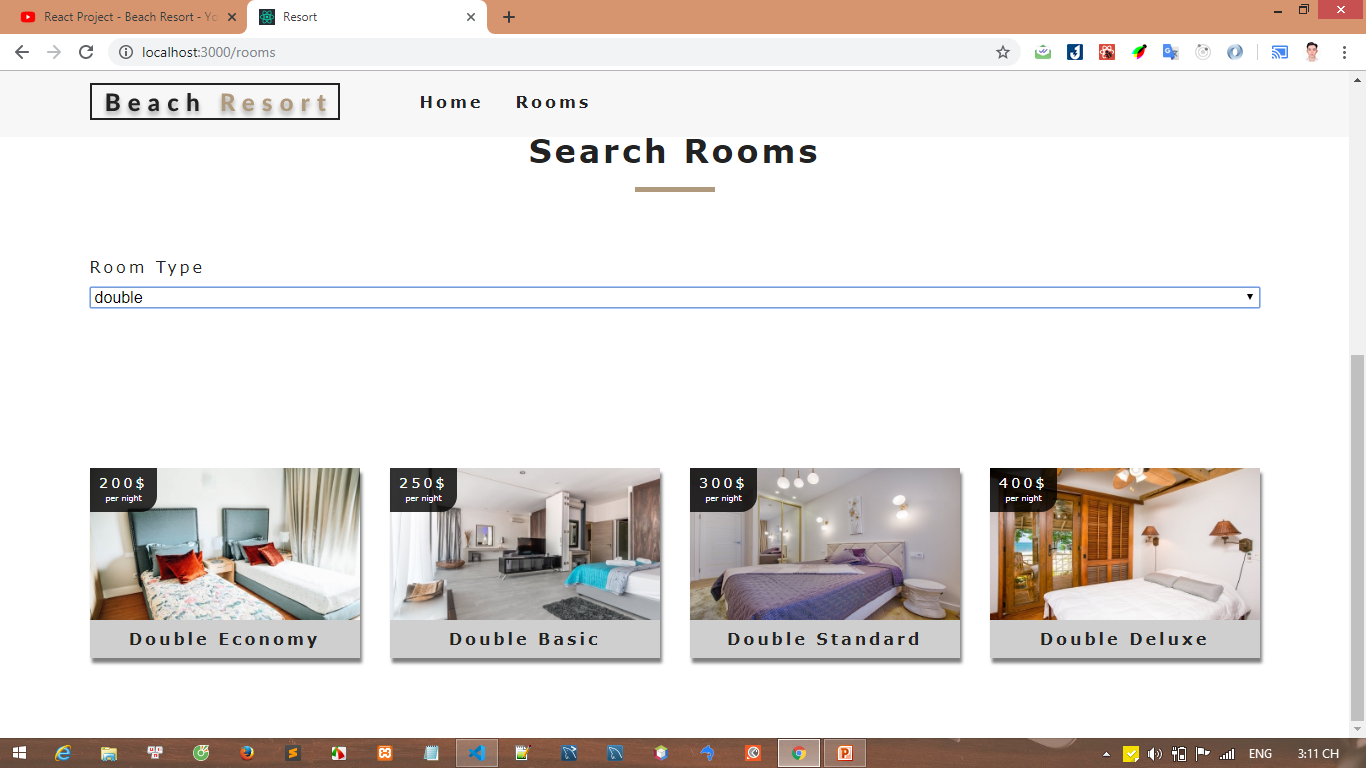 React Project - Beach Resort - Yo
Resort
localhost:3000/rooms
Beach Resort
Home
Rooms
Search Rooms
Room Type
double
200$
per night
Double Economy
250$
per night
Double Basic
300$
per night
Double Standard
400$
per night
Double Deluxe
ENG
3:11 CH